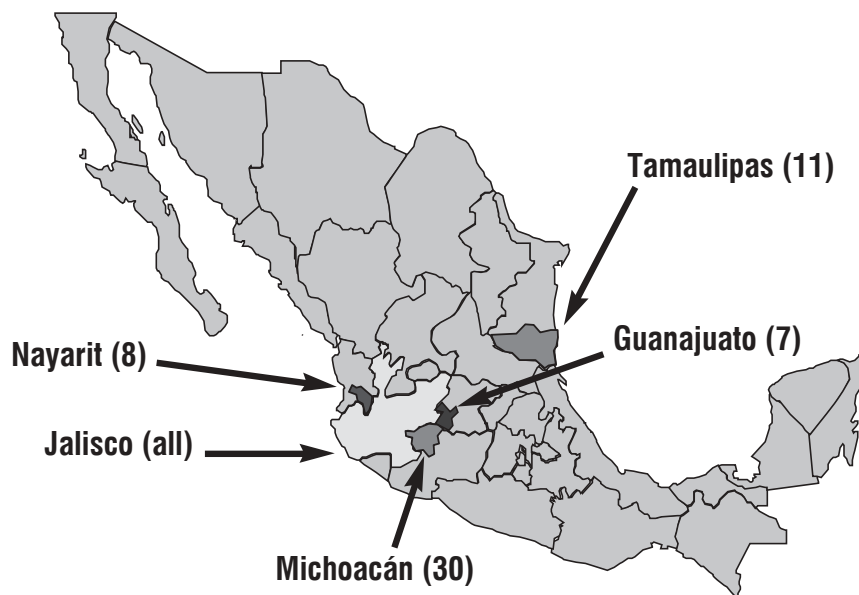 Tamaulipas (11)
Guanajuato (7)
Nayarit (8)
Jalisco (all)
Michoacán (30)